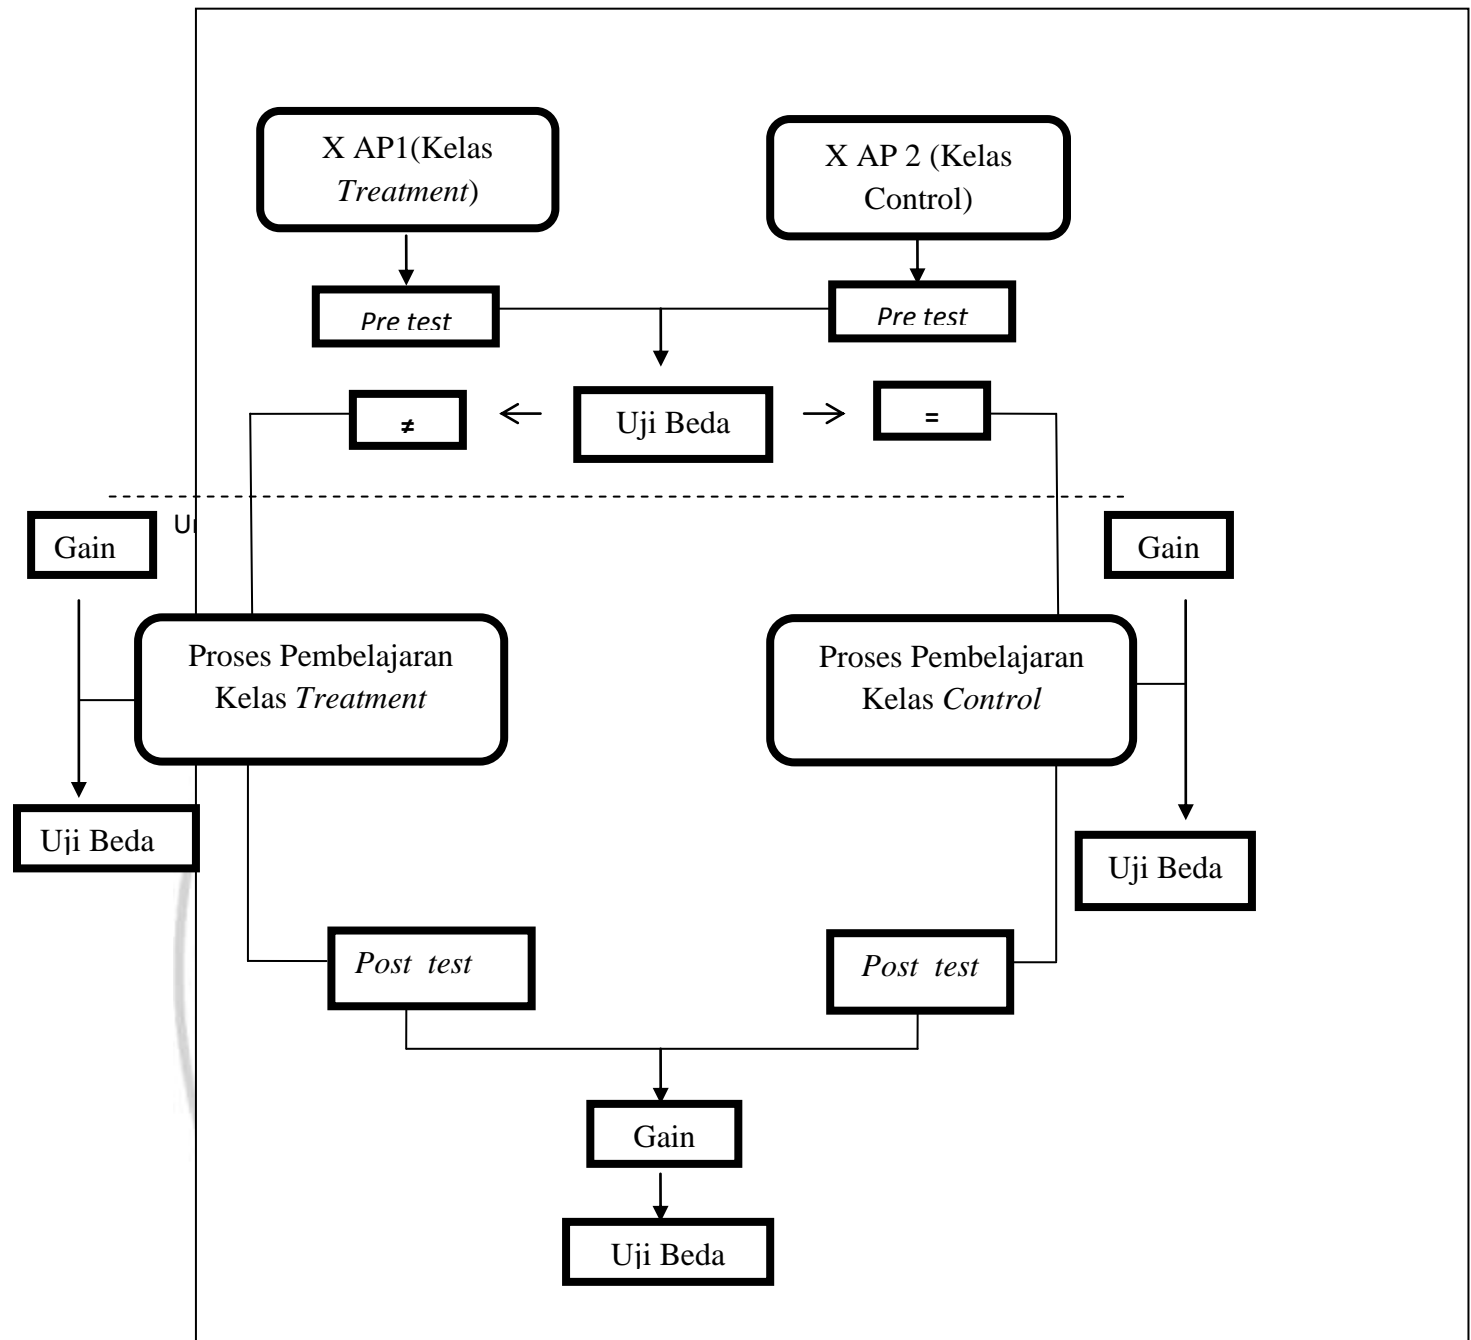 X AP1(Kelas
Treatment)
X AP 2 (Kelas
Control)
Pre test
Pre test
≠
Uji Beda
=
Gain
Gain
Proses Pembelajaran
Kelas Treatment
Proses Pembelajaran
Kelas Control
Uji Beda
Uji Beda
Post test
Post test
Gain
Uji Beda